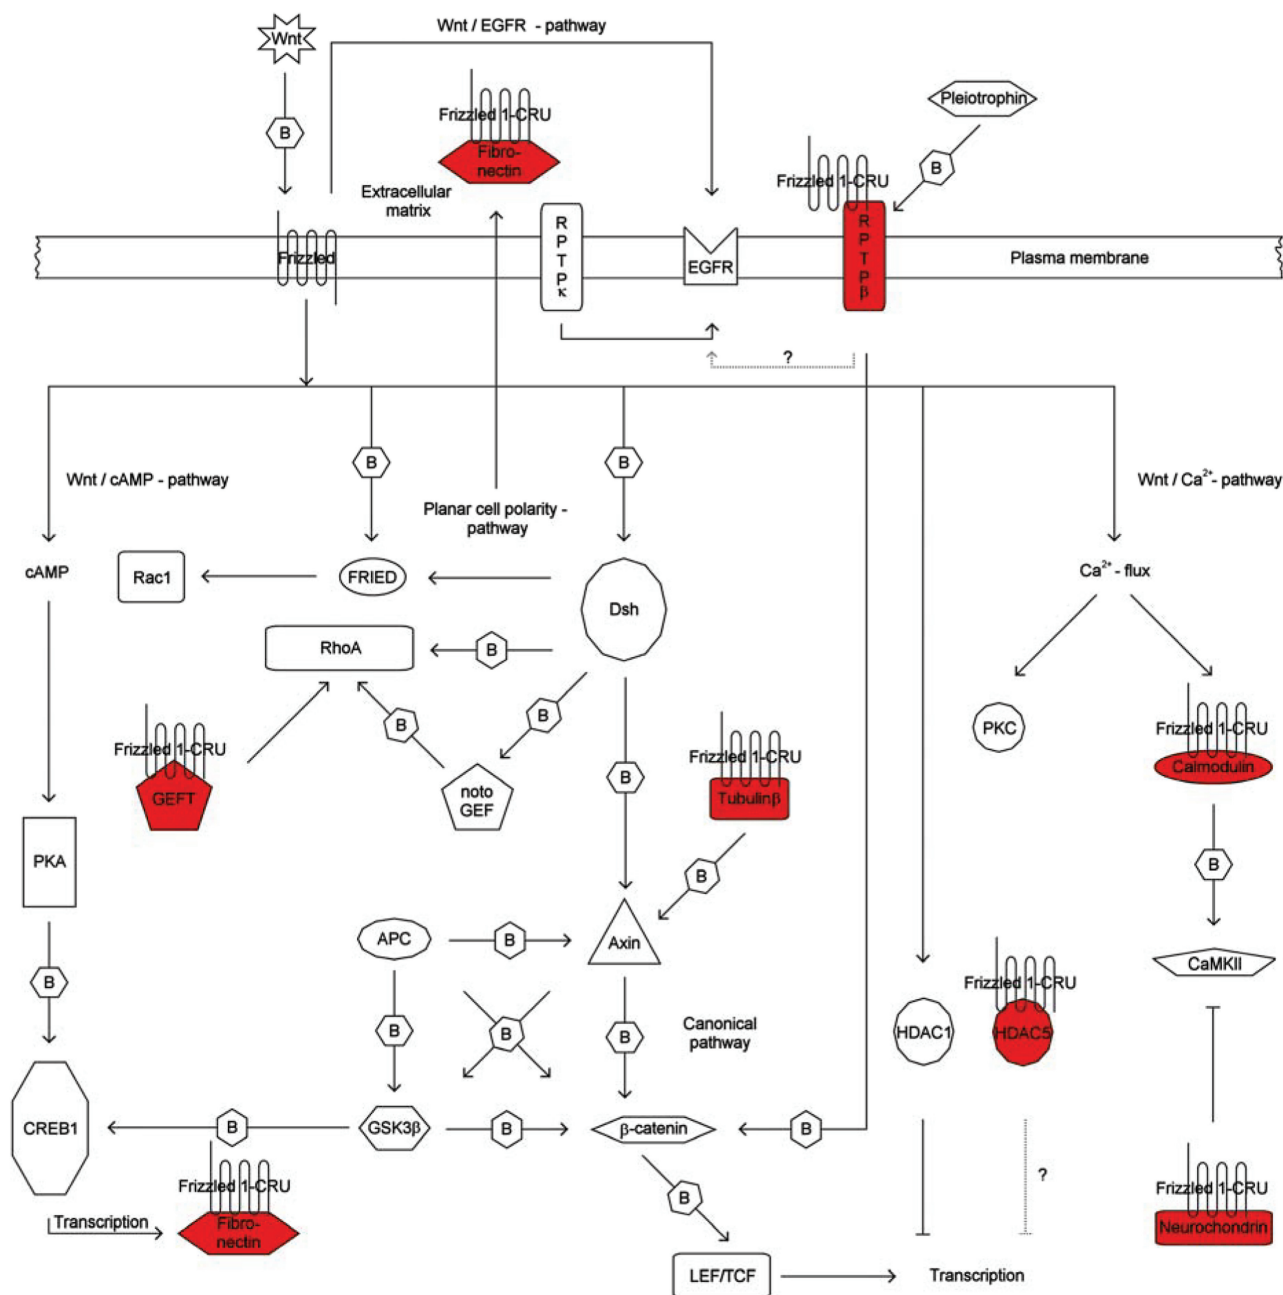 Wnt
Wnt / EGFR - pathway
B
Frizzled 1-CRU
Fibro-
nectin
Pleiotrophin
B
Frizzled 1-CRU
Extracellular
matrix
Frizzled
RPTPκ
EGFR
RPTPβ
Plasma membrane
?
Wnt / cAMP - pathway
B
B
Planar cell polarity -
pathway
Wnt / Ca²⁺- pathway
cAMP
Rac1
FRIED
Dsh
Ca²⁺ - flux
RhoA
B
B
B
PKC
Frizzled 1-CRU
GEFT
noto
GEF
B
Frizzled 1-CRU
Tubulinβ
Frizzled 1-CRU
Calmodulin
PKA
B
B
APC
B
Axin
CaMKII
B
B
B
B
Canonical
pathway
HDAC1
Frizzled 1-CRU
HDAC5
CREB1
B
GSK3β
B
β-catenin
B
?
Frizzled 1-CRU
Fibro-
nectin
Transcription
B
Frizzled 1-CRU
Neurochondrin
LEF/TCF
Transcription